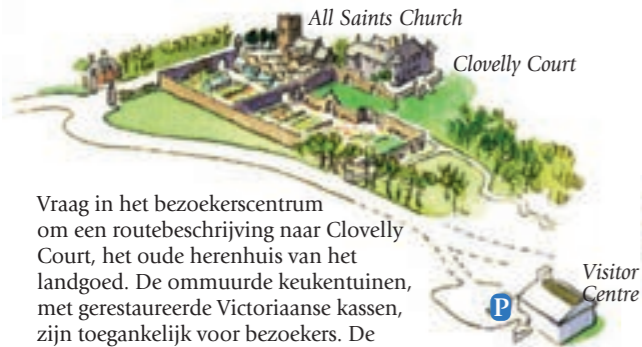 All Saints Church
Clovelly Court
Vraag in het bezoekerscentrum
om een routebeschrijving naar Clovelly
Court, het oude herenhuis van het
landgoed. De ommuurde keukentuinen,
met gerestaureerde Victoriaanse kassen,
zijn toegankelijk voor bezoekers. De
Visitor
Centre
P